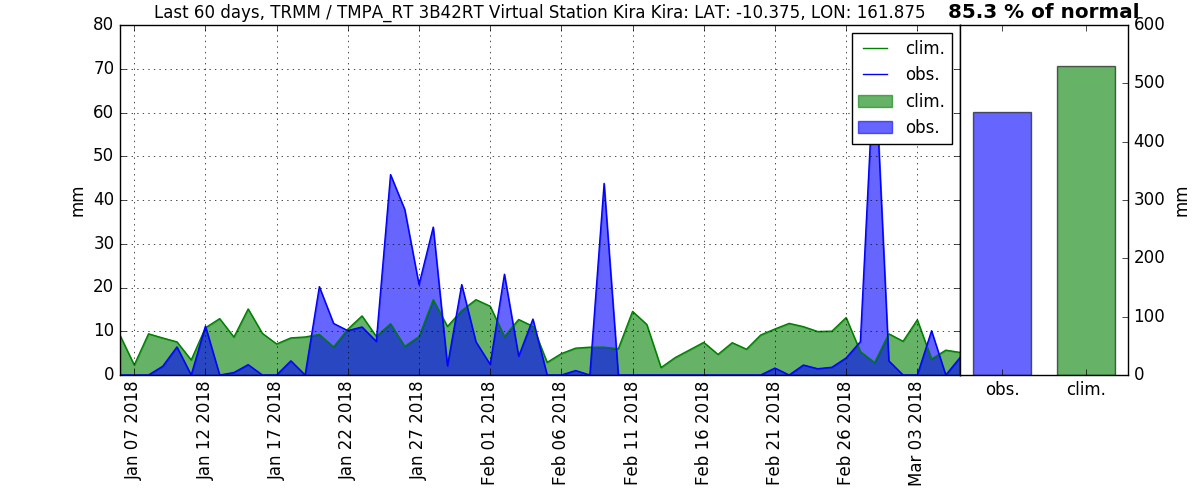 Last 60 days, TRMM / TMPA_RT 3B42RT Virtual Station Kira Kira: LAT: -10.375, LON: 161.875
85.3 % of normal
mm
80
70
60
50
40
30
20
10
0
clim.
obs.
clim.
obs.
Jan 07 2018
Jan 12 2018
Jan 17 2018
Jan 22 2018
Jan 27 2018
Feb 01 2018
Feb 06 2018
Feb 11 2018
Feb 16 2018
Feb 21 2018
Feb 26 2018
Mar 03 2018
obs.
clim.
600
500
400
300
200
100
0
mm